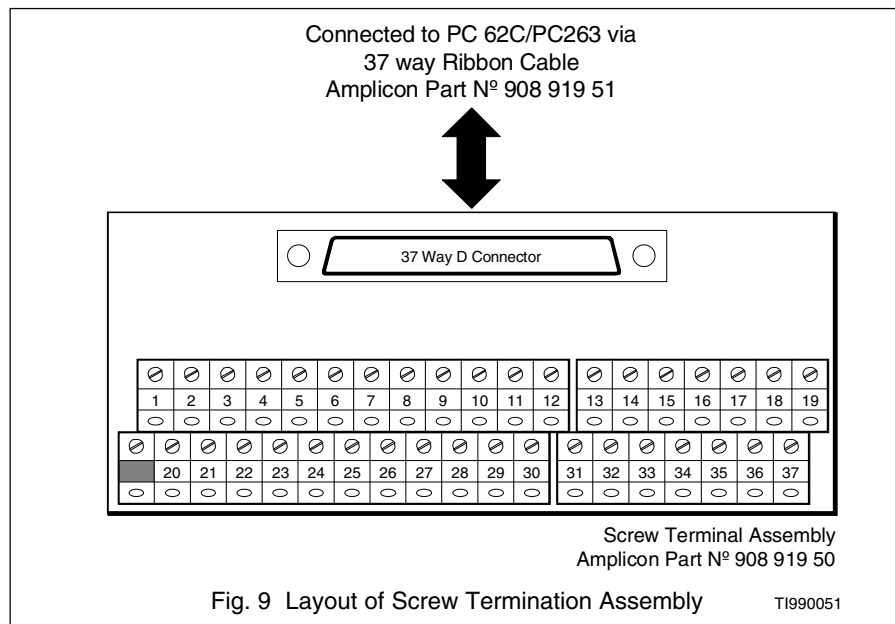 Connected to PC 62C/PC263 via
37 way Ribbon Cable
Amplicon Part Nº 908 919 51
37 Way D Connector
1 2 3 4 5 6 7 8 9 10 11 12 13 14 15 16 17 18 19
20 21 22 23 24 25 26 27 28 29 30 31 32 33 34 35 36 37
Screw Terminal Assembly
Amplicon Part Nº 908 919 50
Fig. 9 Layout of Screw Termination Assembly TI990051